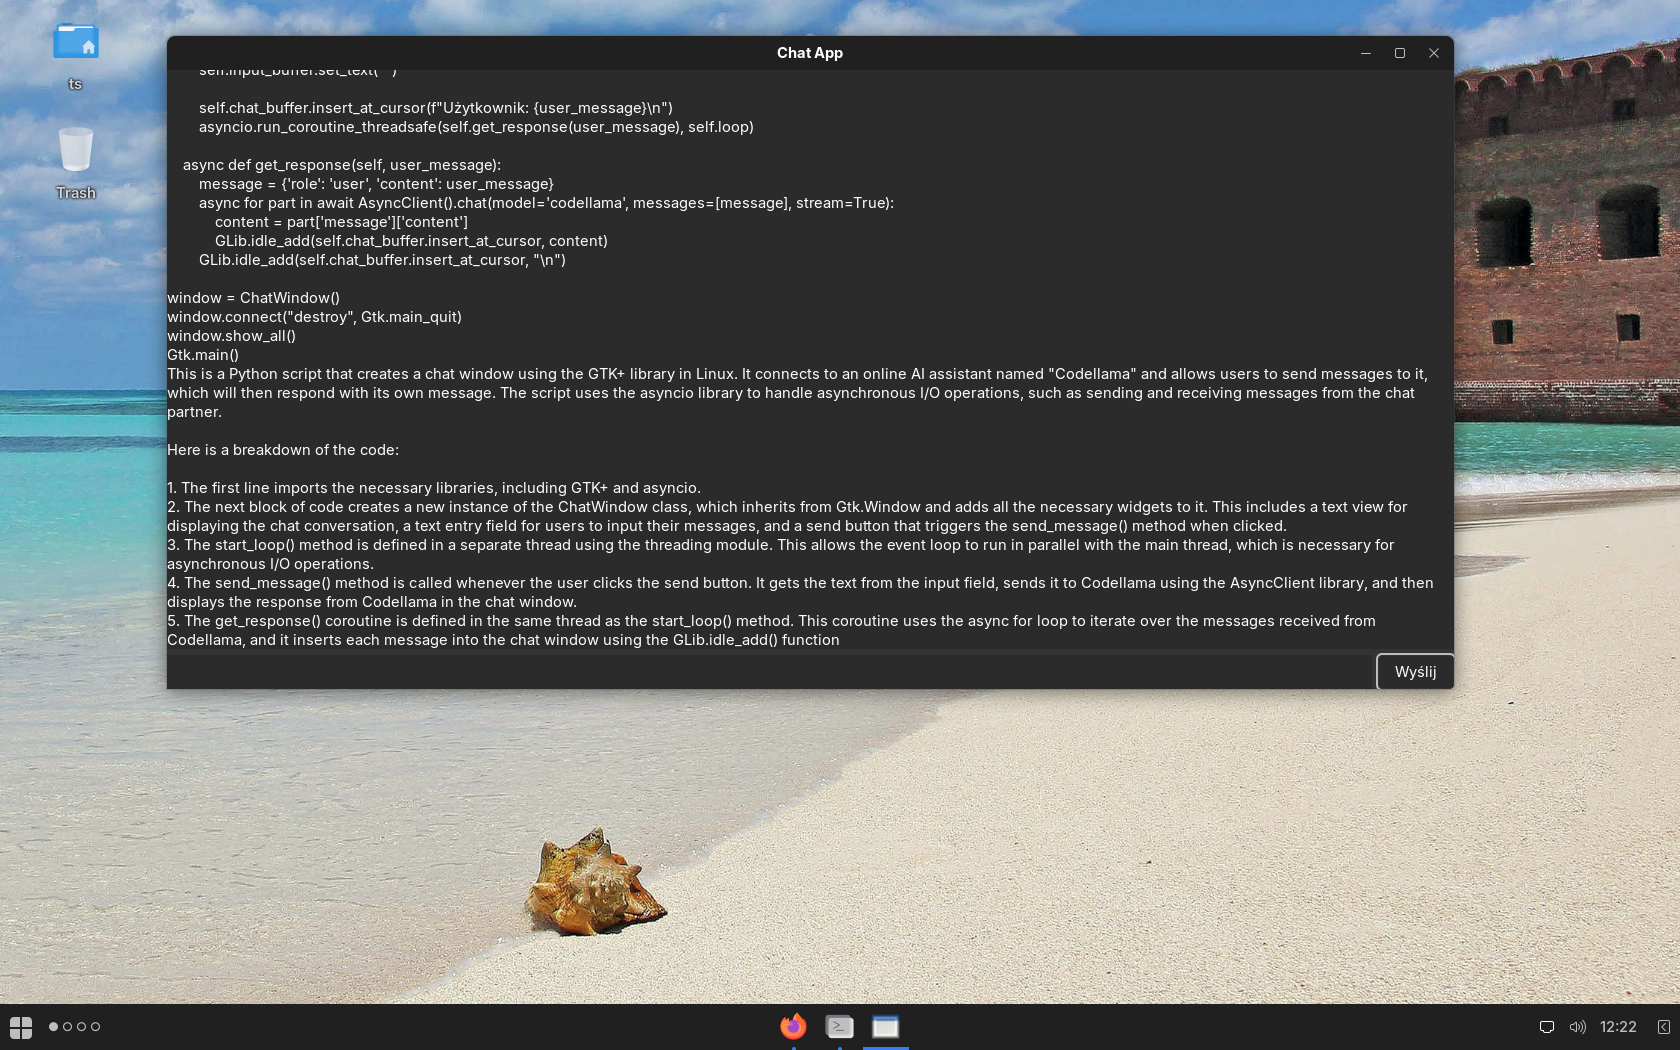 ts
Trash
Chat App
self.input_buffer.set_text("")
self.chat_buffer.insert_at_cursor(f"Użytkownik: {user_message}\n")
asyncio.run_coroutine_threadsafe(self.get_response(user_message), self.loop)
async def get_response(self, user_message):
message = {'role': 'user', 'content': user_message}
async for part in await AsyncClient().chat(model='codellama', messages=[message], stream=True):
content = part['message']['content']
GLib.idle_add(self.chat_buffer.insert_at_cursor, content)
GLib.idle_add(self.chat_buffer.insert_at_cursor, "\n")
window = ChatWindow()
window.connect("destroy", Gtk.main_quit)
window.show_all()
Gtk.main()
This is a Python script that creates a chat window using the GTK+ library in Linux. It connects to an online AI assistant named "Codellama" and allows users to send messages to it,
which will then respond with its own message. The script uses the asyncio library to handle asynchronous I/O operations, such as sending and receiving messages from the chat
partner.
Here is a breakdown of the code:
1. The first line imports the necessary libraries, including GTK+ and asyncio.
2. The next block of code creates a new instance of the ChatWindow class, which inherits from Gtk.Window and adds all the necessary widgets to it. This includes a text view for
displaying the chat conversation, a text entry field for users to input their messages, and a send button that triggers the send_message() method when clicked.
3. The start_loop() method is defined in a separate thread using the threading module. This allows the event loop to run in parallel with the main thread, which is necessary for
asynchronous I/O operations.
4. The send_message() method is called whenever the user clicks the send button. It gets the text from the input field, sends it to Codellama using the AsyncClient library, and then
displays the response from Codellama in the chat window.
5. The get_response() coroutine is defined in the same thread as the start_loop() method. This coroutine uses the async for loop to iterate over the messages received from
Codellama, and it inserts each message into the chat window using the GLib.idle_add() function
Wyślij
12:22